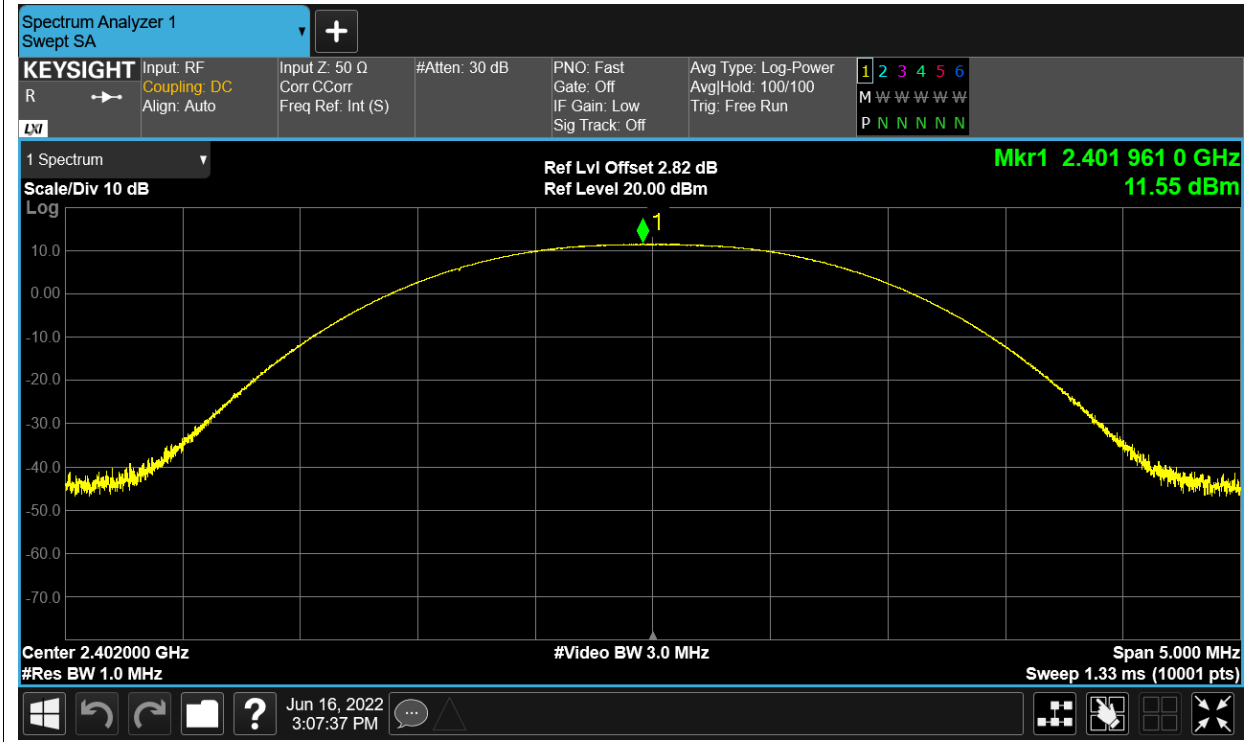 Spectrum Analyzer 1
Swept SA
KEYSIGHT
R
LXI
Input: RF
Coupling: DC
Align: Auto
Input Z: 50 Ω
Corr CCorr
Freq Ref: Int (S)
#Atten: 30 dB
PNO: Fast
Gate: Off
IF Gain: Low
Sig Track: Off
Avg Type: Log-Power
Avg|Hold: 100/100
Trig: Free Run
1 2 3 4 5 6
M W W W W W
P N N N N N
1 Spectrum
Scale/Div 10 dB
Ref Lvl Offset 2.82 dB
Ref Level 20.00 dBm
Mkr1 2.401 961 0 GHz
11.55 dBm
Log
1
10.0
0.00
-10.0
-20.0
-30.0
-40.0
-50.0
-60.0
-70.0
Center 2.402000 GHz
#Video BW 3.0 MHz
Span 5.000 MHz
#Res BW 1.0 MHz
Sweep 1.33 ms (10001 pts)
?
Jun 16, 2022
3:07:37 PM